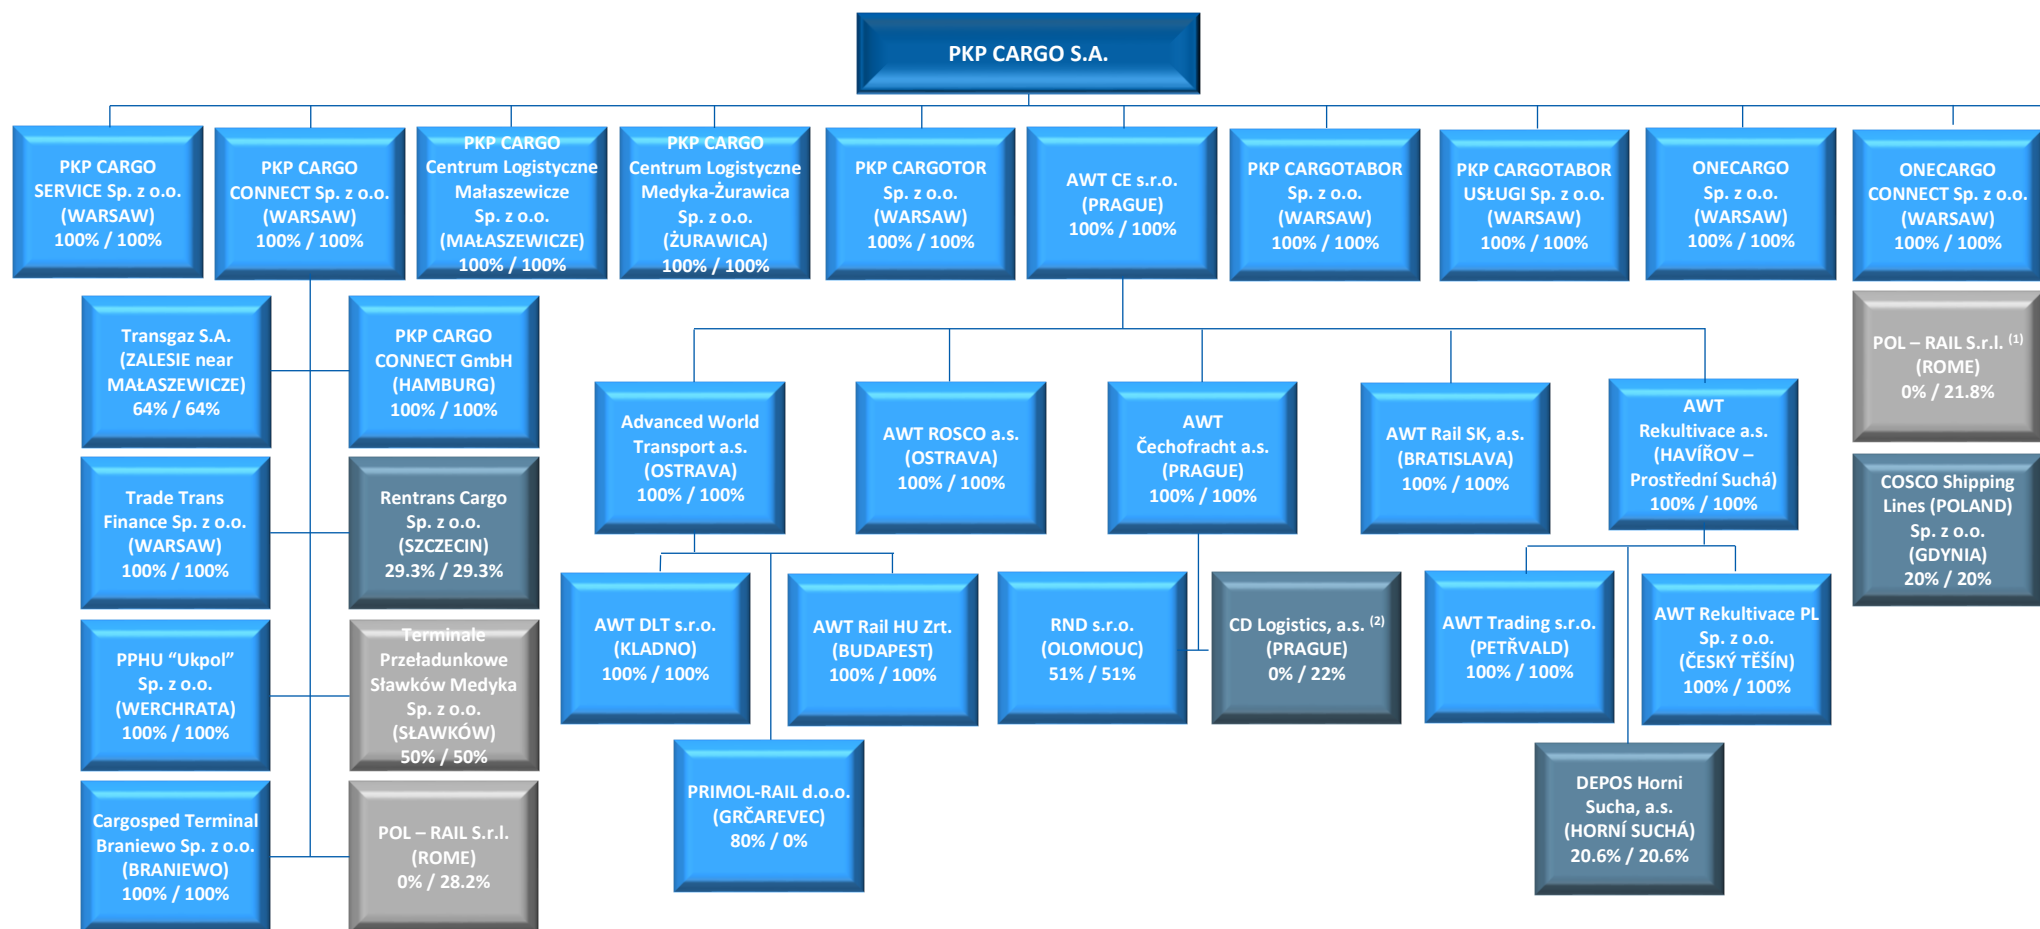 PKP CARGO S.A.
PKP CARGO
SERVICE Sp. z o.o.
(WARSAW)
100% / 100%
PKP CARGO
CONNECT Sp. z o.o.
(WARSAW)
100% / 100%
PKP CARGO
Centrum Logistyczne
Małaszewicze
Sp. z o.o.
(MAŁASZEWICZE)
100% / 100%
PKP CARGO
Centrum Logistyczne
Medyka-Żurawica
Sp. z o.o.
(ŻURAWICA)
100% / 100%
PKP CARGOTOR
Sp. z o.o.
(WARSAW)
100% / 100%
AWT CE s.r.o.
(PRAGUE)
100% / 100%
PKP CARGOTABOR
Sp. z o.o.
(WARSAW)
100% / 100%
PKP CARGOTABOR
USŁUGI Sp. z o.o.
(WARSAW)
100% / 100%
ONECARGO
Sp. z o.o.
(WARSAW)
100% / 100%
ONECARGO
CONNECT Sp. z o.o.
(WARSAW)
100% / 100%
Transgaz S.A.
(ZALESIE near
MAŁASZEWICZE)
64% / 64%
PKP CARGO
CONNECT GmbH
(HAMBURG)
100% / 100%
POL – RAIL S.r.l. (1)
(ROME)
0% / 21.8%
Advanced World
Transport a.s.
(OSTRAVA)
100% / 100%
AWT ROSCO a.s.
(OSTRAVA)
100% / 100%
AWT
Čechofracht a.s.
(PRAGUE)
100% / 100%
AWT Rail SK, a.s.
(BRATISLAVA)
100% / 100%
AWT
Rekultivace a.s.
(HAVÍŘOV –
Prostřední Suchá)
100% / 100%
Trade Trans
Finance Sp. z o.o.
(WARSAW)
100% / 100%
Rentrans Cargo
Sp. z o.o.
(SZCZECIN)
29.3% / 29.3%
COSCO Shipping
Lines (POLAND)
Sp. z o.o.
(GDYNIA)
20% / 20%
AWT DLT s.r.o.
(KLADNO)
100% / 100%
AWT Rail HU Zrt.
(BUDAPEST)
100% / 100%
RND s.r.o.
(OLOMOUC)
51% / 51%
CD Logistics, a.s. (2)
(PRAGUE)
0% / 22%
AWT Trading s.r.o.
(PETŘVALD)
100% / 100%
AWT Rekultivace PL
Sp. z o.o.
(ČESKÝ TĚŠÍN)
100% / 100%
PPHU “Ukpol”
Sp. z o.o.
(WERCHRATA)
100% / 100%
Terminale
Przeładunkowe
Sławków Medyka
Sp. z o.o.
(SŁAWKÓW)
50% / 50%
PRIMOL-RAIL d.o.o.
(GRČAREVEC)
80% / 0%
DEPOS Horni
Sucha, a.s.
(HORNÍ SUCHÁ)
20.6% / 20.6%
Cargosped Terminal
Braniewo Sp. z o.o.
(BRANIEWO)
100% / 100%
POL – RAIL S.r.l.
(ROME)
0% / 28.2%